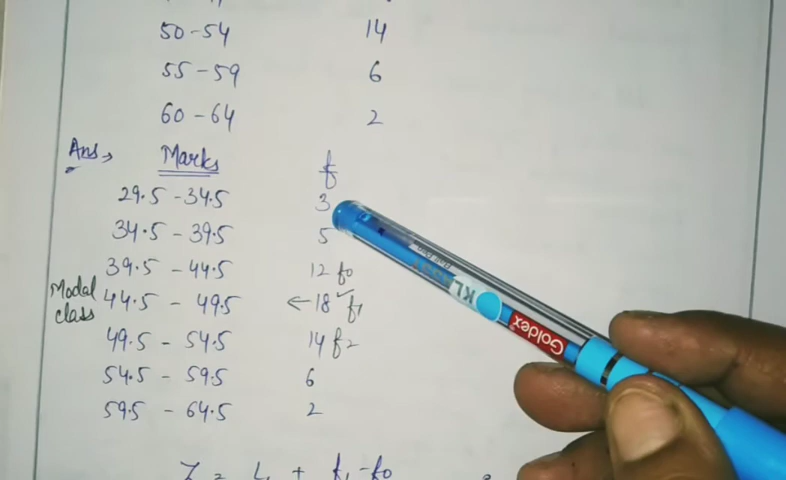 50-54 14
55-59 6
60-64 2
Ans, Marks f
29.5-34.5 3
34.5-39.5 5
39.5-44.5 12 f0
Modal class 44.5-49.5 ←18 ✓ f1
49.5-54.5 14 f2
54.5-59.5 6
59.5-64.5 2
Z = L1 + f1-f0
KL
Goldex